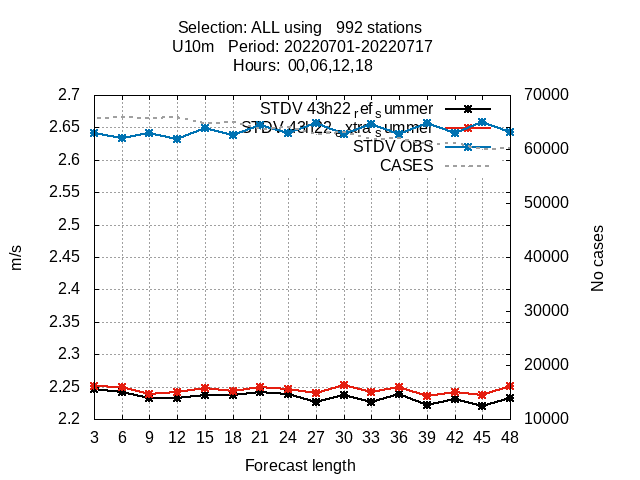 Selection: ALL using   992 stations
U10m   Period: 20220701-20220717
Hours:  00,06,12,18
2.7
2.65
2.6
2.55
2.5
2.45
2.4
2.35
2.3
2.25
2.2
m/s
STDV 43h22_ref_summer
STDV 43h22_extra_summer
STDV OBS
CASES
70000
60000
50000
40000
30000
20000
10000
No cases
3 6 9 12 15 18 21 24 27 30 33 36 39 42 45 48
Forecast length